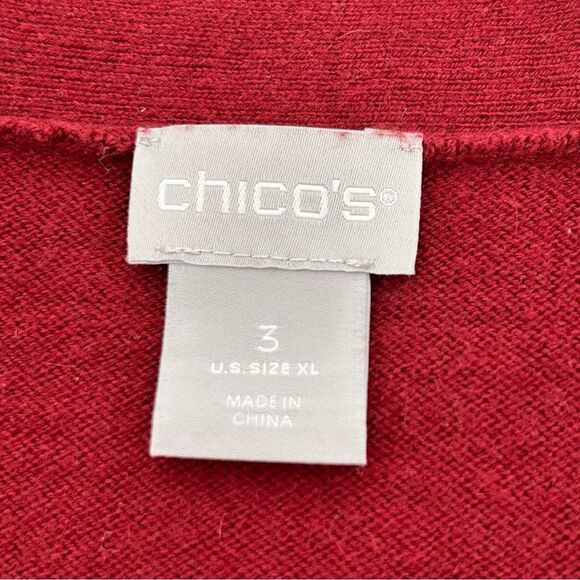 chico's®
3
U.S. SIZE XL
MADE IN
CHINA